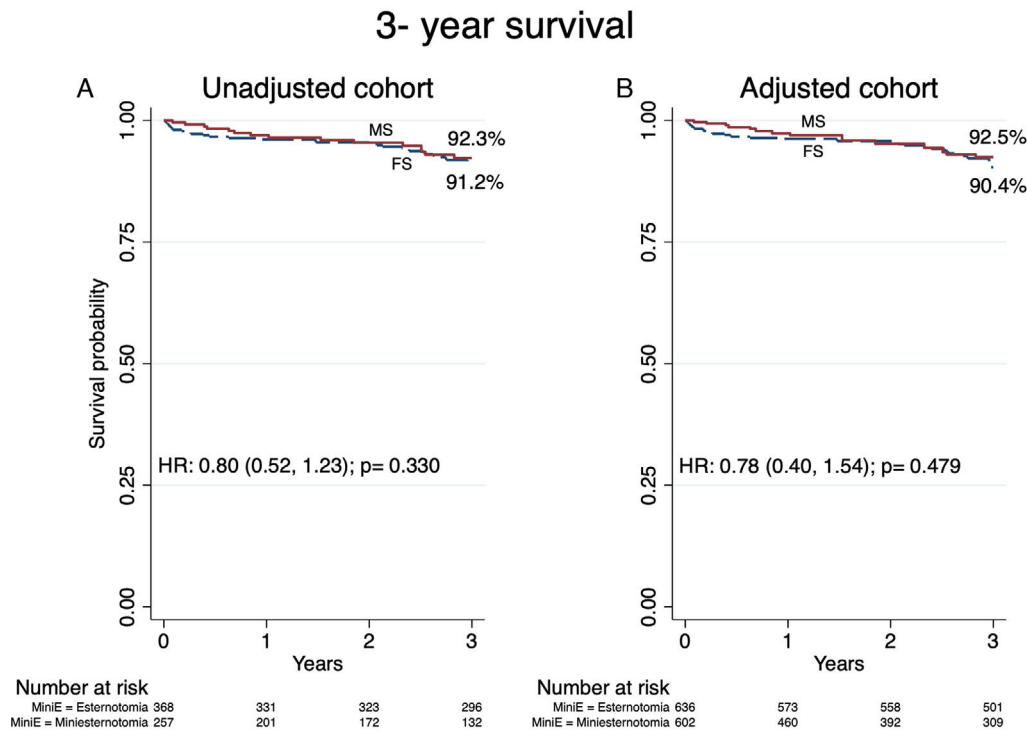 3- year survival
A
Unadjusted cohort
Survival probability
1.00
0.75
0.50
0.25
0.00
MS
FS
92.3%
91.2%
HR: 0.80 (0.52, 1.23); p= 0.330
0 1 2 3
Years
Number at risk
MiniE = Esternotomia 368 331 323 296
MiniE = Miniesternotomia 257 201 172 132
B
Adjusted cohort
1.00
0.75
0.50
0.25
0.00
MS
FS
92.5%
90.4%
HR: 0.78 (0.40, 1.54); p= 0.479
0 1 2 3
Years
Number at risk
MiniE = Esternotomia 636 573 558 501
MiniE = Miniesternotomia 602 460 392 309